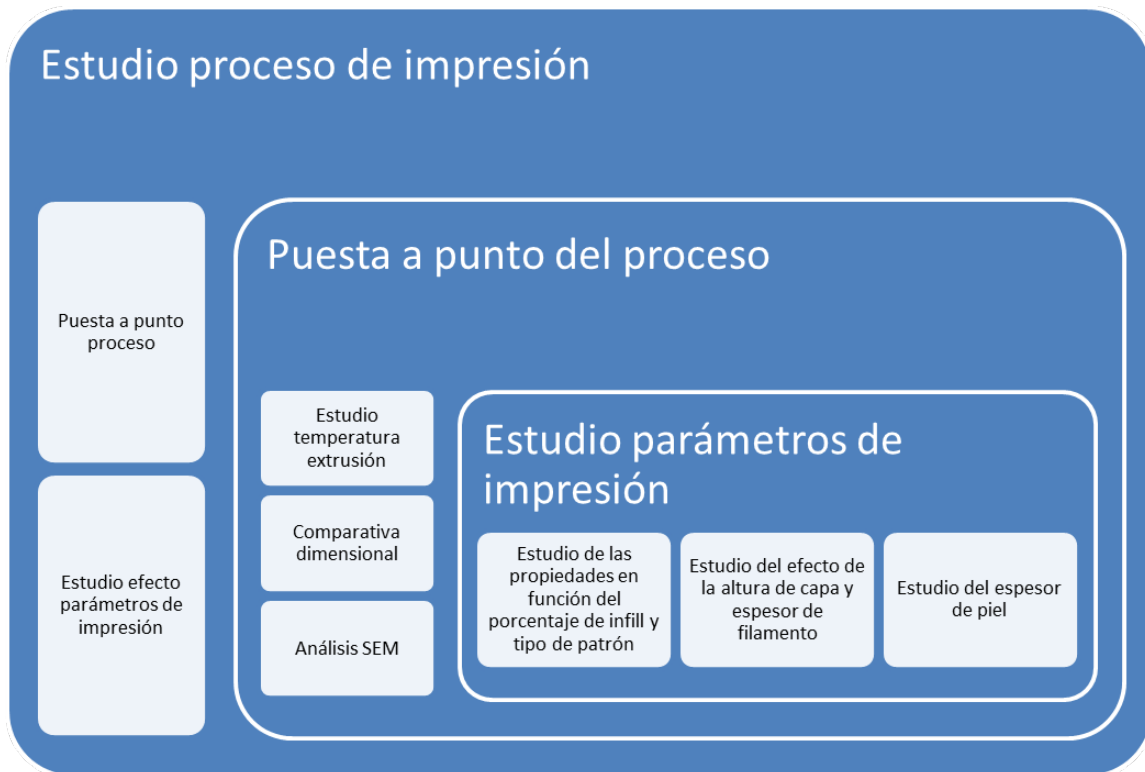 Estudio proceso de impresión
Puesta a punto
proceso
Estudio efecto
parámetros de
impresión
Puesta a punto del proceso
Estudio
temperatura
extrusión
Comparativa
dimensional
Análisis SEM
Estudio parámetros de
impresión
Estudio de las
propiedades en
función del
porcentaje de infill y
tipo de patrón
Estudio del efecto de
la altura de capa y
espesor de
filamento
Estudio del espesor
de piel